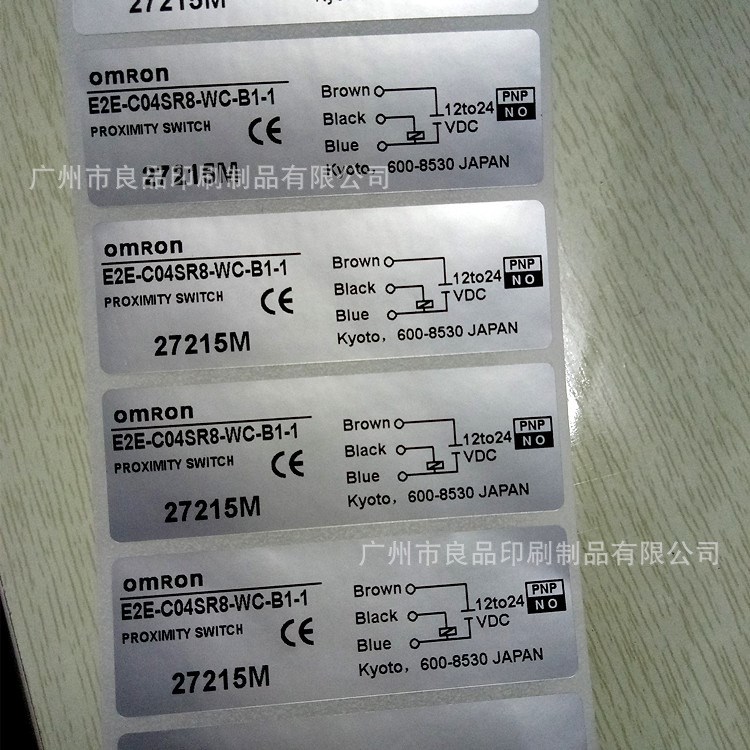 27215M
omRon
E2E-C04SR8-WC-B1-1
PROXIMITY SWITCH
CE
27215M
Brown
Black
Blue
12to24
VDC
PNP
NO
Kyoto, 600-8530 JAPAN
广州市良品印刷制品有限公司
omRon
E2E-C04SR8-WC-B1-1
PROXIMITY SWITCH
CE
27215M
Brown
Black
Blue
12to24
VDC
PNP
NO
Kyoto, 600-8530 JAPAN
omRon
E2E-C04SR8-WC-B1-1
PROXIMITY SWITCH
CE
27215M
Brown
Black
Blue
12to24
VDC
PNP
NO
Kyoto, 600-8530 JAPAN
广州市良品印刷制品有限公司
omRon
E2E-C04SR8-WC-B1-1
PROXIMITY SWITCH
CE
27215M
Brown
Black
Blue
12to24
VDC
PNP
NO
Kyoto, 600-8530 JAPAN